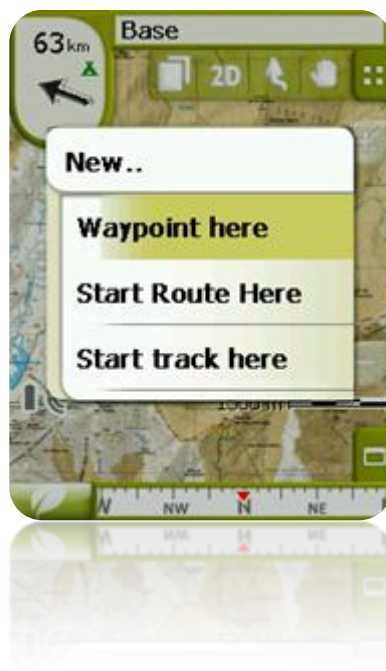 63km
Base
2D
New..
Waypoint here
Start Route Here
Start track here
W NW N NE